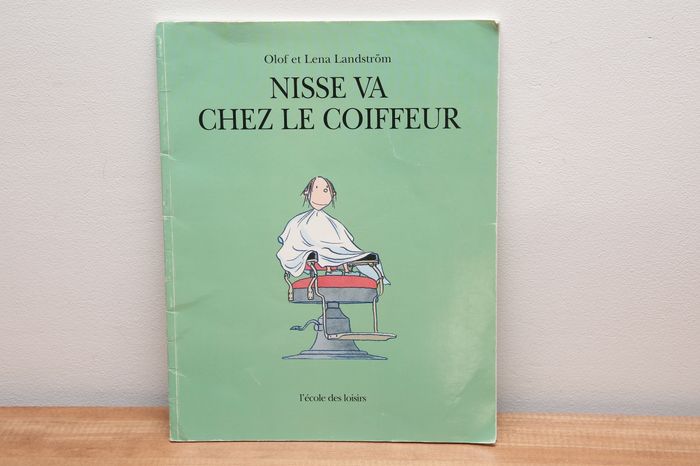 Olof et Lena Landström
NISSE VA
CHEZ LE COIFFEUR
l'école des loisirs